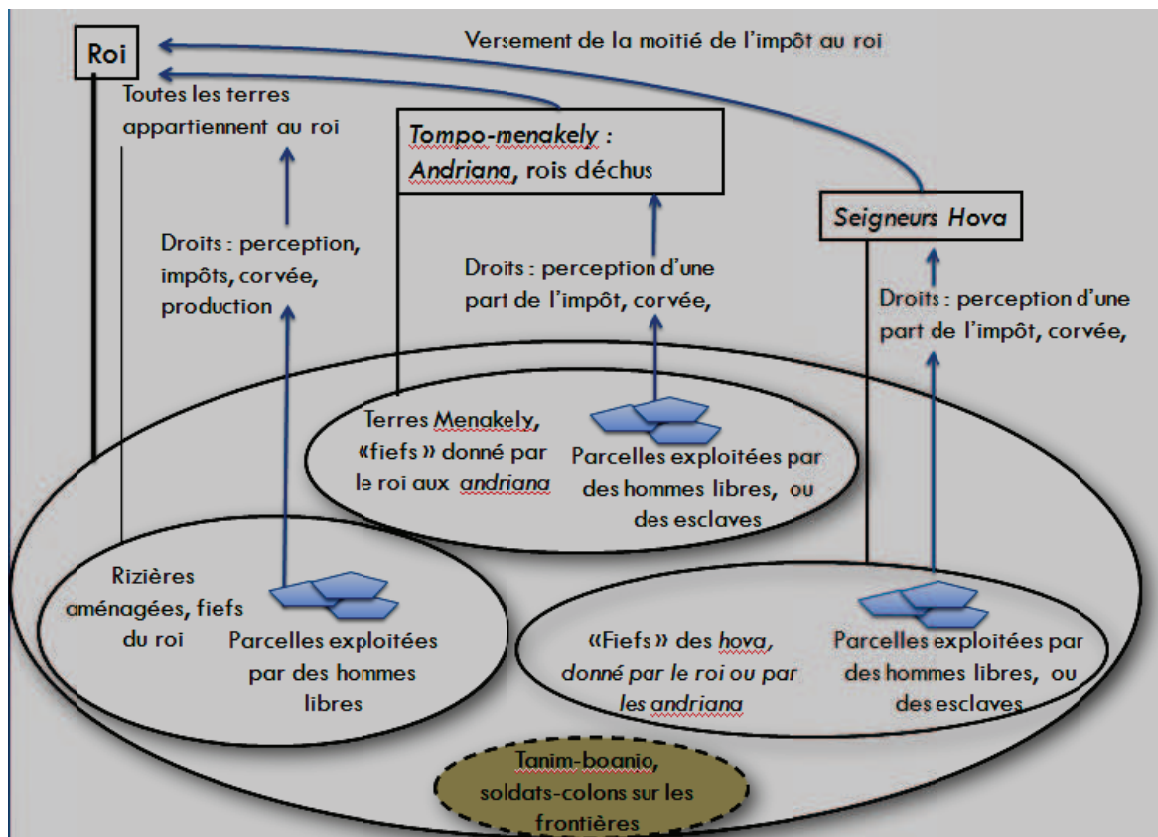 Roi
Versement de la moitié de l'impôt au roi
Toutes les terres
appartiennent au roi
Tompo-menakely :
Andriana, rois déchus
Seigneurs Hova
Droits : perception,
impôts, corvée,
production
Droits : perception d'une
part de l'impôt, corvée,
Droits : perception d'une
part de l'impôt, corvée,
Terres Menakely,
«fiefs» donné par
le roi aux andriana
Parcelles exploitées par
des hommes libres, ou
des esclaves
Rizières
aménagées, fiefs
du roi
Parcelles exploitées
par des hommes
libres
«Fiefs» des hova,
donné par le roi ou par
les andriana
Parcelles exploitées par
des hommes libres, ou
des esclaves
Tanim-boanjo,
soldats-colons sur les
frontières